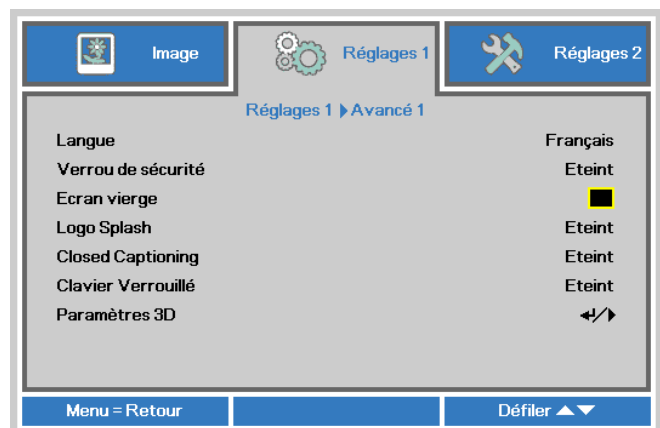 Image
Réglages 1
Réglages 2
Réglages 1 Avancé 1
Langue Français
Verrou de sécurité Eteint
Ecran vierge
Logo Splash Eteint
Closed Captioning Eteint
Clavier Verrouillé Eteint
Paramètres 3D ↵/▶
Menu = Retour
Défiler ▲▼